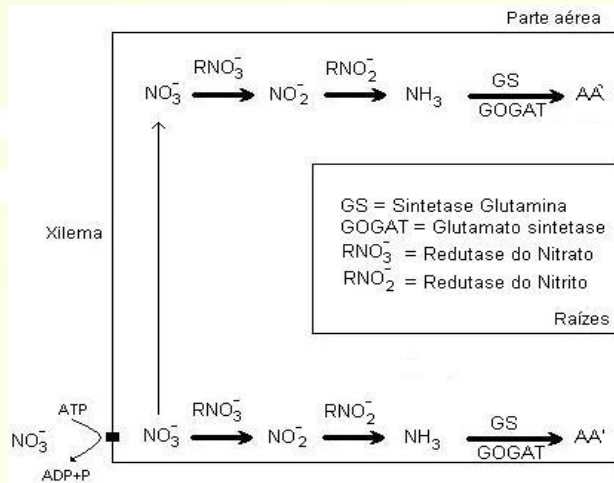 Parte aérea
RNO₃⁻ RNO₂⁻ GS
NO₃⁻ NO₂⁻ NH₃ AA`
GOGAT
GS = Sintetase Glutamina
GOGAT = Glutamato sintetase
RNO₃⁻ = Redutase do Nitrato
RNO₂⁻ = Redutase do Nitrito
Raízes
Xilema
ATP
NO₃⁻
ADP+P
RNO₃⁻ RNO₂⁻ GS
NO₃⁻ NO₂⁻ NH₃ AA'
GOGAT